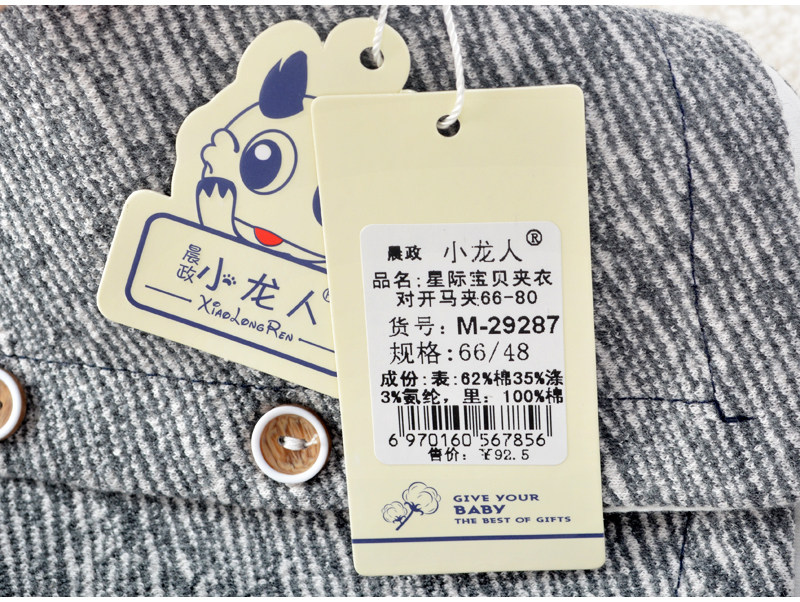 晨政
小龙人®
XIAOLONGREN
晨政 小龙人®
品名:星际宝贝夹衣
对开马夹66-80
货号: M-29287
规格:66/48
成份:表:62%棉35%涤
3%氨纶，里: 100%棉
6 970160 567856
售价: ¥92.5
GIVE YOUR
BABY
THE BEST OF GIFTS